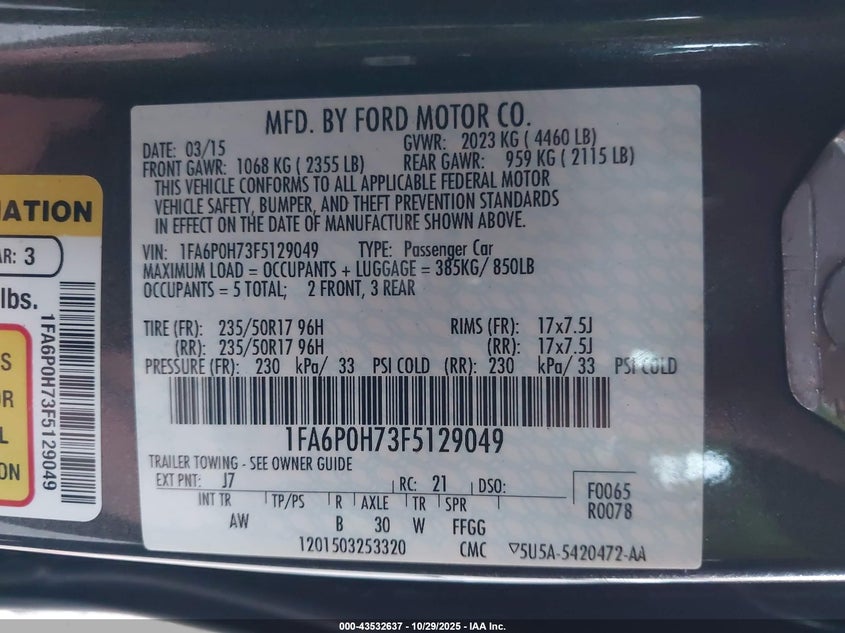 MFD. BY FORD MOTOR CO.
DATE: 03/15 GVWR: 2023 KG ( 4460 LB)
FRONT GAWR: 1068 KG ( 2355 LB) REAR GAWR: 959 KG ( 2115 LB)
THIS VEHICLE CONFORMS TO ALL APPLICABLE FEDERAL MOTOR
VEHICLE SAFETY, BUMPER, AND THEFT PREVENTION STANDARDS
IN EFFECT ON THE DATE OF MANUFACTURE SHOWN ABOVE.
VIN: 1FA6P0H73F5129049 TYPE: Passenger Car
MAXIMUM LOAD = OCCUPANTS + LUGGAGE = 385KG/ 850LB
OCCUPANTS = 5 TOTAL; 2 FRONT, 3 REAR
TIRE (FR): 235/50R17 96H RIMS (FR): 17x7.5J
(RR): 235/50R17 96H (RR): 17x7.5J
PRESSURE (FR): 230 kPa/ 33 PSI COLD (RR): 230 kPa/ 33 PSI COLD
1FA6P0H73F5129049
TRAILER TOWING - SEE OWNER GUIDE
EXT PNT: J7 RC: 21 DSO:
F0065
R0078
INT TR TP/PS R AXLE TR SPR
AW B 30 W FFGG
1201503253320 CMC ▽5U5A-5420472-AA
ATION
AR: 3
lbs.
1FA6P0H73F5129049
S
OR
L
ON
000-43532637 - 10/29/2025 - IAA Inc.